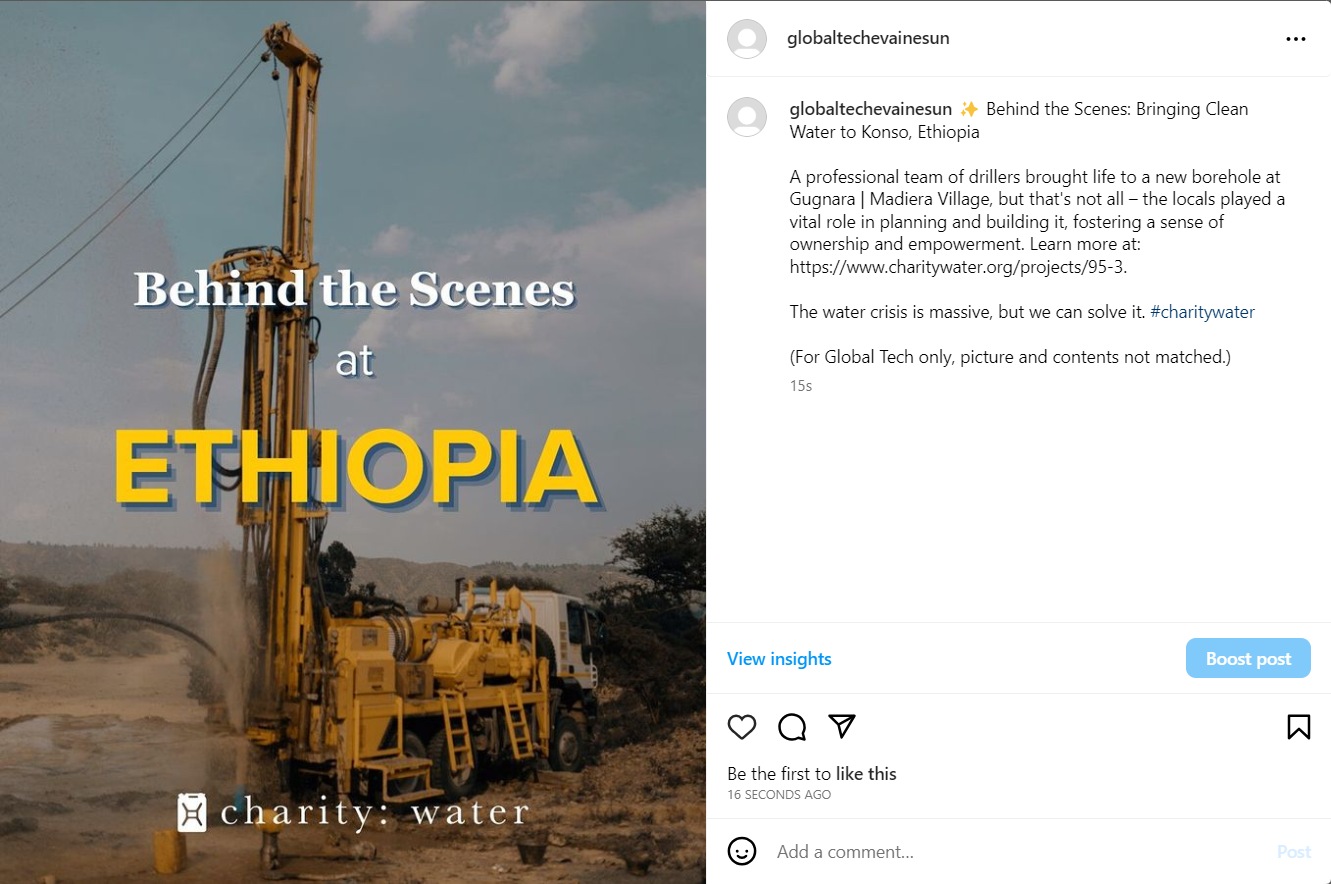 Behind the Scenes
at
ETHIOPIA
charity: water
globaltechevainesun
globaltechevainesun ✨ Behind the Scenes: Bringing Clean
Water to Konso, Ethiopia
A professional team of drillers brought life to a new borehole at
Gugnara | Madiera Village, but that's not all – the locals played a
vital role in planning and building it, fostering a sense of
ownership and empowerment. Learn more at:
https://www.charitywater.org/projects/95-3.
The water crisis is massive, but we can solve it. #charitywater
(For Global Tech only, picture and contents not matched.)
15s
View insights
Boost post
Be the first to like this
16 SECONDS AGO
Add a comment...
Post